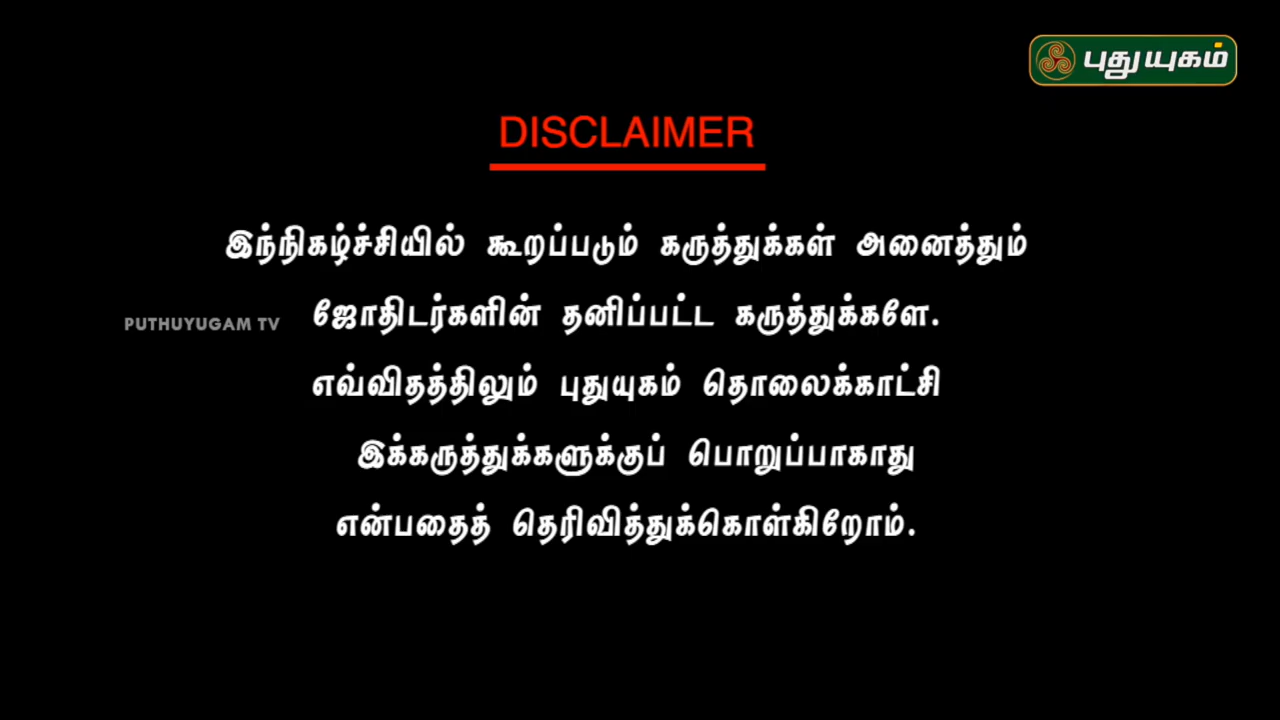 புதுயுகம்
DISCLAIMER
இந்நிகழ்ச்சியில் கூறப்படும் கருத்துக்கள் அனைத்தும்
PUTHUYUGAM TV
ஜோதிடர்களின் தனிப்பட்ட கருத்துக்களே.
எவ்விதத்திலும் புதுயுகம் தொலைக்காட்சி
இக்கருத்துக்களுக்குப் பொறுப்பாகாது
என்பதைத் தெரிவித்துக்கொள்கிறோம்.